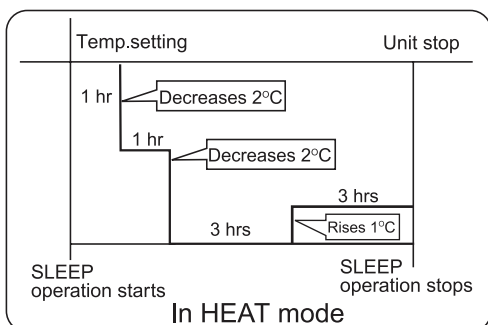 Temp.setting
Unit stop
1 hr
Decreases 2°C
1 hr
Decreases 2°C
3 hrs
3 hrs
Rises 1°C
SLEEP
operation starts
SLEEP
operation stops
In HEAT mode